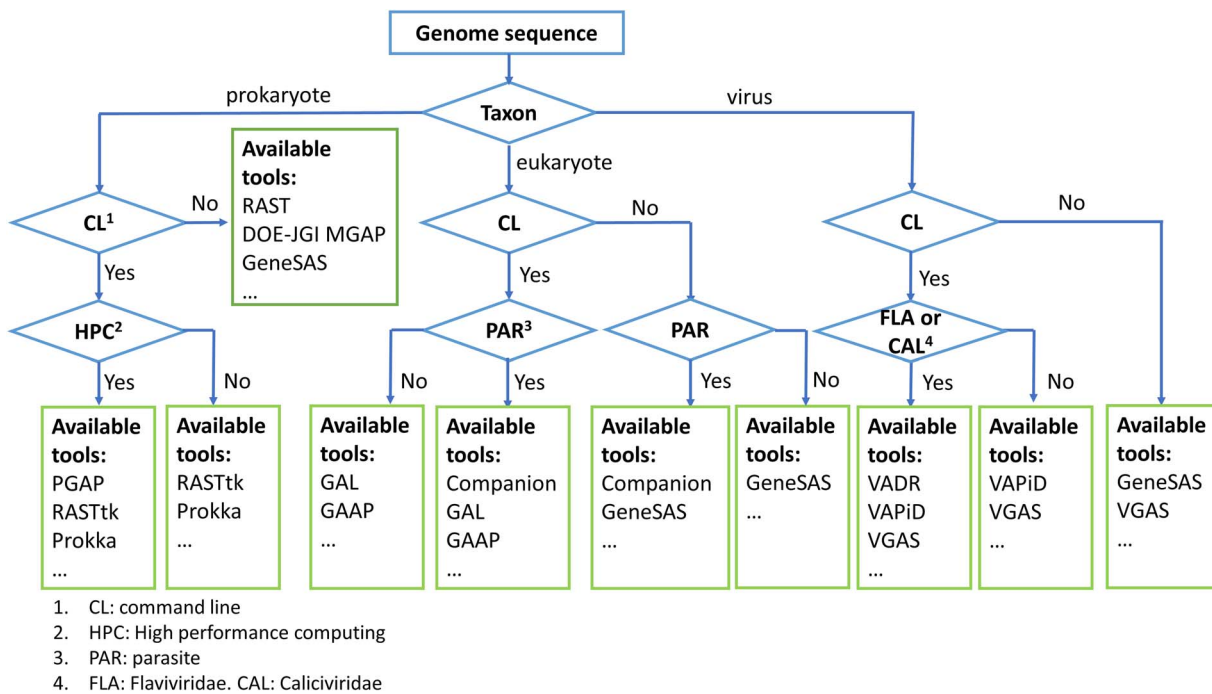 Genome sequence
prokaryote
Taxon
virus
eukaryote
Available
tools:
RAST
DOE-JGI MGAP
GeneSAS
...
CL1
No
CL
No
CL
No
Yes
Yes
Yes
HPC2
PAR3
PAR
FLA or
CAL4
Yes
No
No
Yes
Yes
No
Yes
No
Available
tools:
PGAP
RASTtk
Prokka
...
Available
tools:
RASTtk
Prokka
...
Available
tools:
GAL
GAAP
...
Available
tools:
Companion
GAL
GAAP
...
Available
tools:
Companion
GeneSAS
...
Available
tools:
GeneSAS
...
Available
tools:
VADR
VAPiD
VGAS
...
Available
tools:
VAPiD
VGAS
...
Available
tools:
GeneSAS
VGAS
...
1. CL: command line
2. HPC: High performance computing
3. PAR: parasite
4. FLA: Flaviviridae. CAL: Caliciviridae